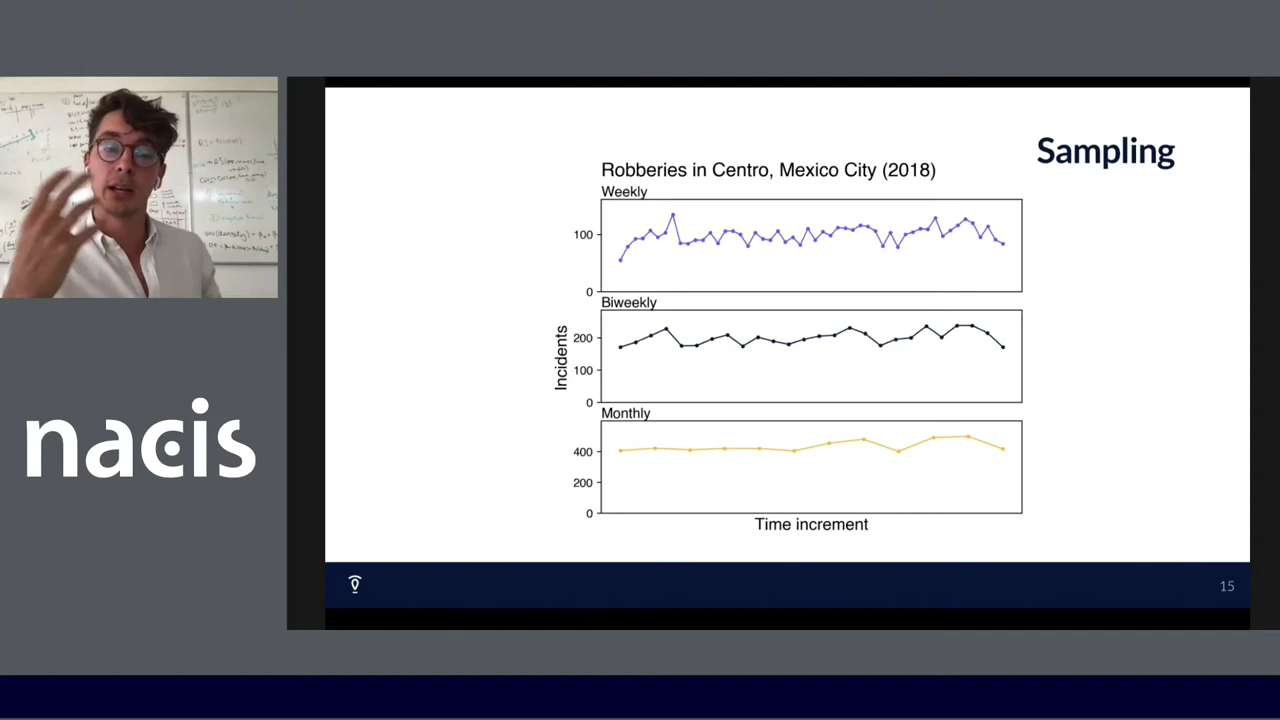 Sampling
Robberies in Centro, Mexico City (2018)
Weekly
100
0
Biweekly
200
100
0
Incidents
Monthly
400
200
0
Time increment
15
nacis